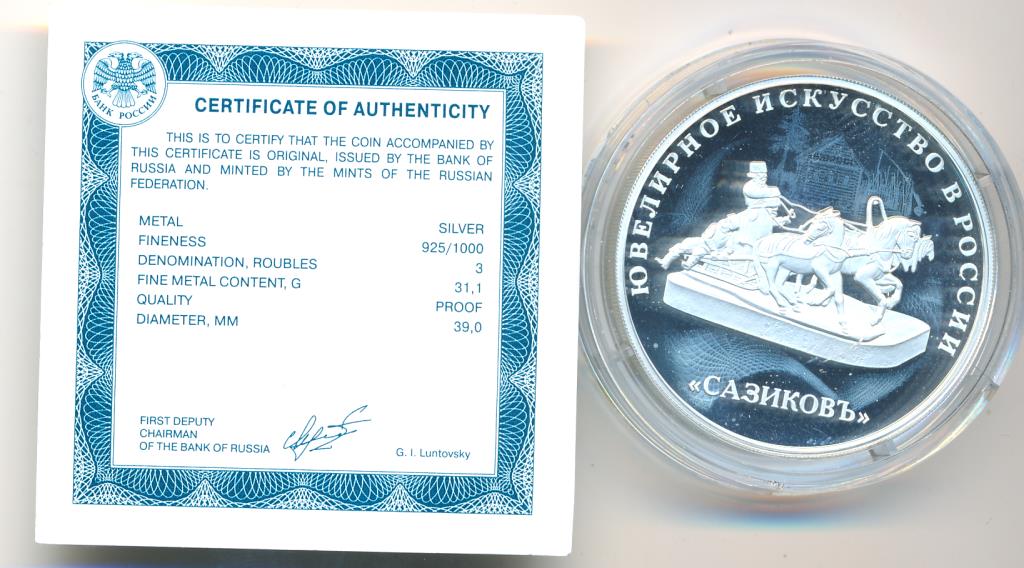 БАНК РОССИИ
CERTIFICATE OF AUTHENTICITY
THIS IS TO CERTIFY THAT THE COIN ACCOMPANIED BY
THIS CERTIFICATE IS ORIGINAL, ISSUED BY THE BANK OF
RUSSIA AND MINTED BY THE MINTS OF THE RUSSIAN
FEDERATION.
METAL SILVER
FINENESS 925/1000
DENOMINATION, ROUBLES 3
FINE METAL CONTENT, G 31,1
QUALITY PROOF
DIAMETER, MM 39,0
FIRST DEPUTY
CHAIRMAN
OF THE BANK OF RUSSIA
G. I. Luntovsky
ЮВЕЛИРНОЕ ИСКУССТВО В РОССИИ
«САЗИКОВЪ»